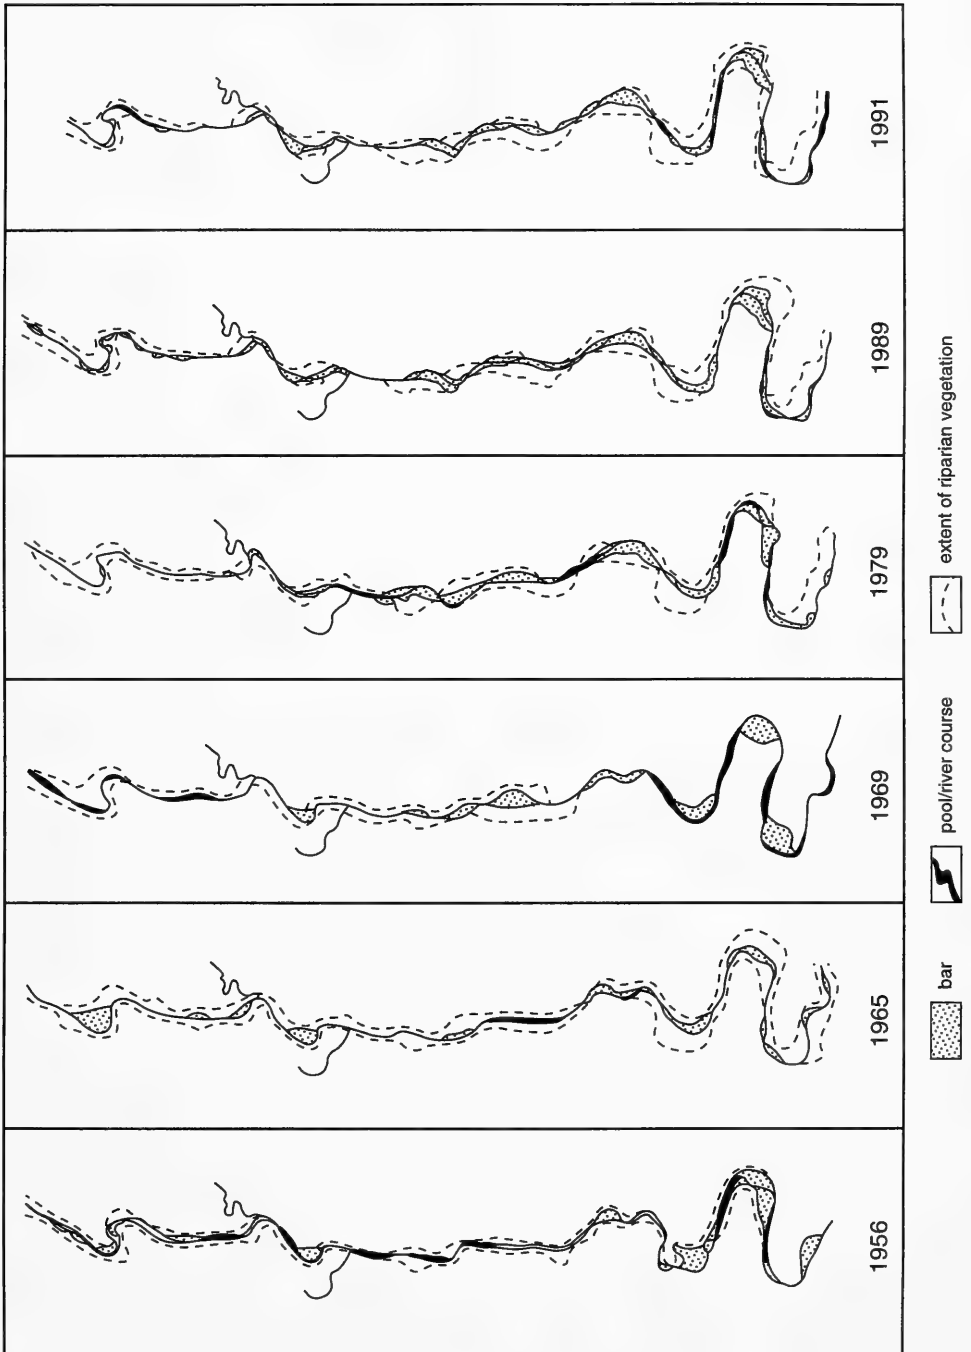 1956
1965
1969
1979
1989
1991
bar
pool/river course
extent of riparian vegetation